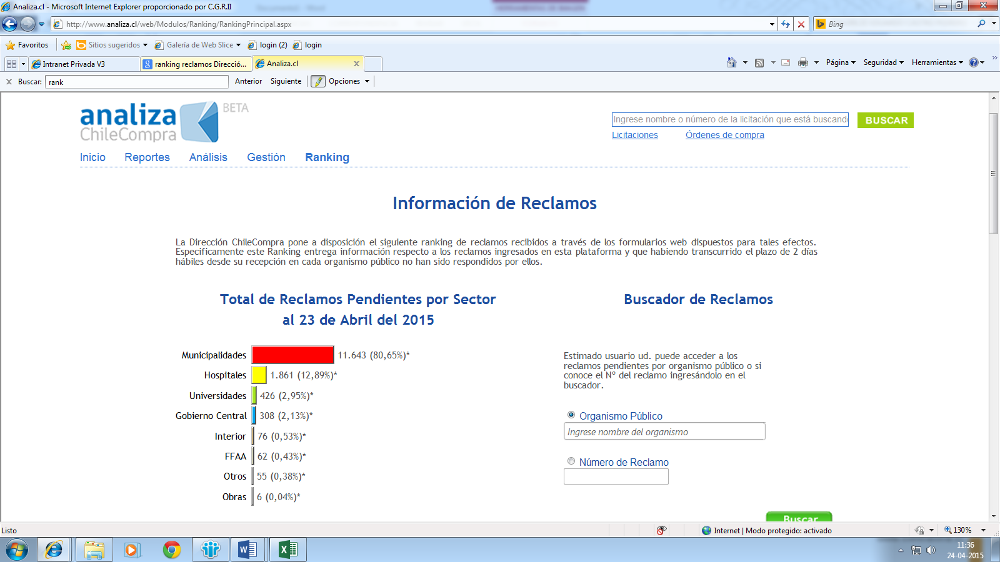 Analiza.cl - Microsoft Internet Explorer proporcionado por C.G.R.II
http://www.analiza.cl/web/Modulos/Ranking/RankingPrincipal.aspx
Bing
Favoritos
Sitios sugeridos
Galería de Web Slice
login (2)
login
Intranet Privada V3
ranking reclamos Direcció...
Analiza.cl
Página
Seguridad
Herramientas
Buscar:
rank
Anterior
Siguiente
Opciones
analiza
ChileCompra
BETA
Ingrese nombre o número de la licitación que está buscand
BUSCAR
Licitaciones
Órdenes de compra
Inicio
Reportes
Análisis
Gestión
Ranking
Información de Reclamos
La Dirección ChileCompra pone a disposición el siguiente ranking de reclamos recibidos a través de los formularios web dispuestos para tales efectos.
Especificamente este Ranking entrega información respecto a los reclamos ingresados en esta plataforma y que habiendo transcurrido el plazo de 2 días
hábiles desde su recepción en cada organismo público no han sido respondidos por ellos.
Total de Reclamos Pendientes por Sector
al 23 de Abril del 2015
Municipalidades 11.643 (80,65%)*
Hospitales 1.861 (12,89%)*
Universidades 426 (2,95%)*
Gobierno Central 308 (2,13%)*
Interior 76 (0,53%)*
FFAA 62 (0,43%)*
Otros 55 (0,38%)*
Obras 6 (0,04%)*
Buscador de Reclamos
Estimado usuario ud. puede acceder a los
reclamos pendientes por organismo público o si
conoce el N° del reclamo ingresándolo en el
buscador.
Organismo Público
Ingrese nombre del organismo
Número de Reclamo
Buscar
Listo
Internet | Modo protegido: activado
130%
11:36
24-04-2015